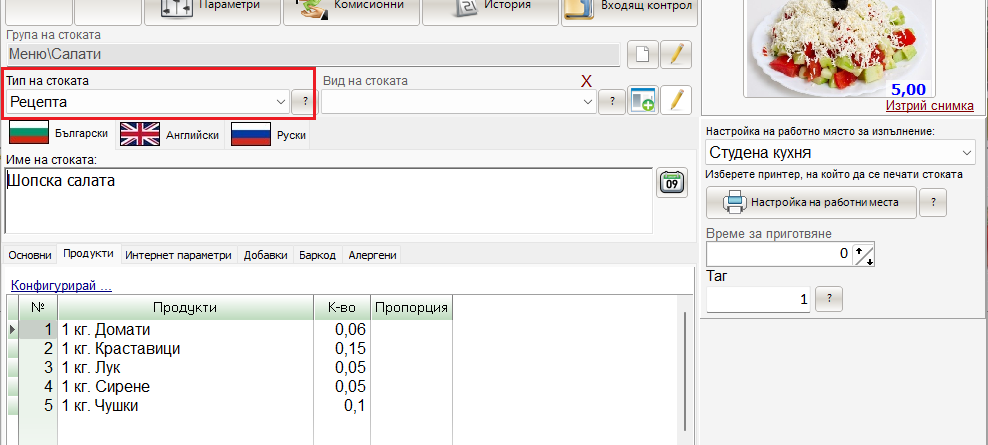 Параметри
Комисионни
История
Входящ контрол
Група на стоката
Меню\Салати
Тип на стоката
Вид на стоката
X
Рецепта
?
?
Български
Английски
Руски
Име на стоката:
Шопска салата
09
Основни
Продукти
Интернет параметри
Добавки
Баркод
Алергени
Конфигурирай ...
№ Продукти К-во Пропорция
1 1 кг. Домати 0,06
2 1 кг. Краставици 0,15
3 1 кг. Лук 0,05
4 1 кг. Сирене 0,05
5 1 кг. Чушки 0,1
5,00
Изтрий снимка
Настройка на работно място за изпълнение:
Студена кухня
Изберете принтер, на който да се печати стоката
Настройка на работни места
?
Време за приготвяне
0
Таг
1
?